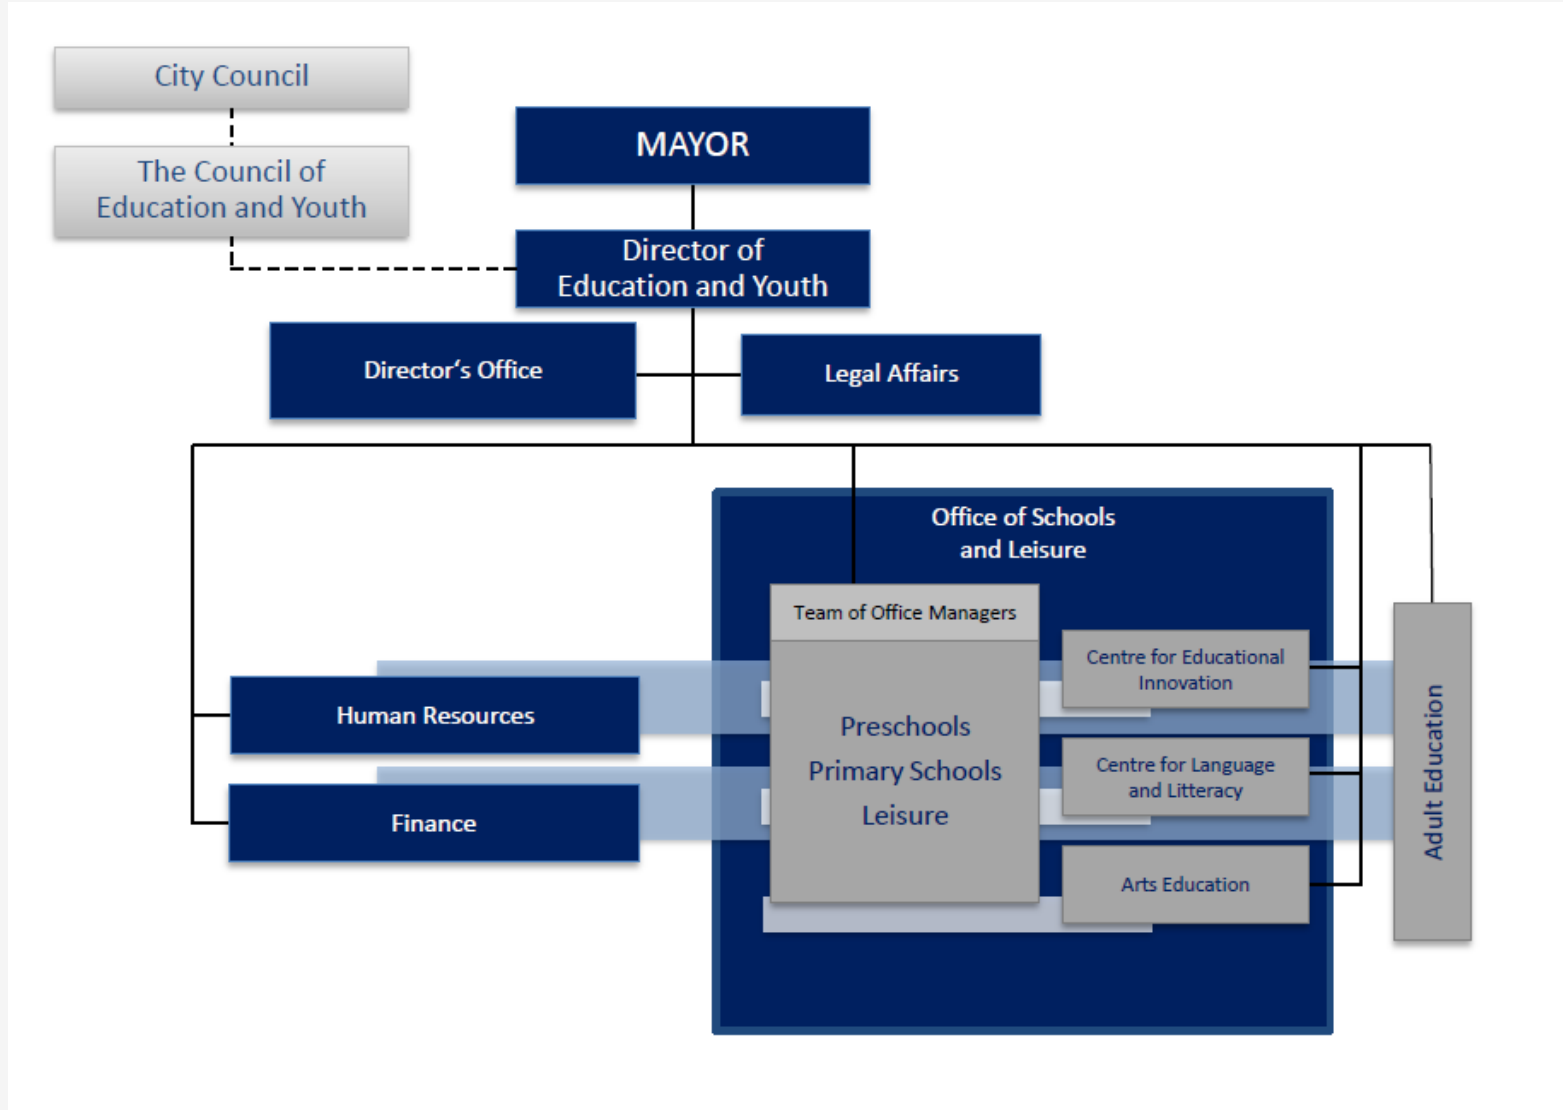 City Council
The Council of
Education and Youth
MAYOR
Director of
Education and Youth
Director‘s Office
Legal Affairs
Office of Schools
and Leisure
Team of Office Managers
Preschools
Primary Schools
Leisure
Centre for Educational
Innovation
Centre for Language
and Litteracy
Arts Education
Human Resources
Finance
Adult Education